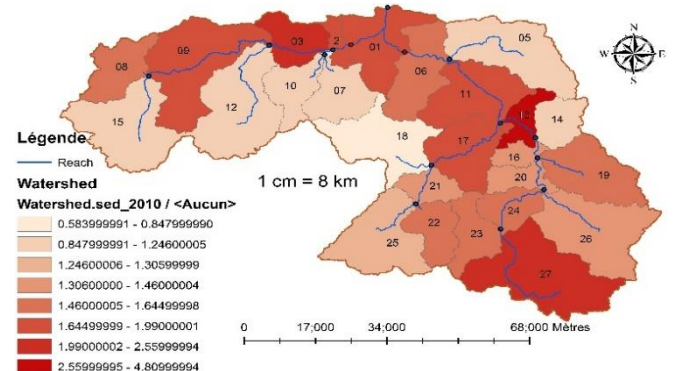 03
2
01
05
09
08
06
N
W E
S
10
07
11
12
13
14
15
18
17
Légende
Reach
Watershed
Watershed.sed_2010 / <Aucun>
1 cm = 8 km
16
20
19
21
24
25
22
23
26
27
0.583999991 - 0.847999990
0.847999991 - 1.24600005
1.24600006 - 1.30599999
1.30600000 - 1.46000004
1.46000005 - 1.64499998
1.64499999 - 1.99000001
1.99000002 - 2.55999994
2.55999995 - 4.80999994
0 17;000 34;000 68;000 Mètres